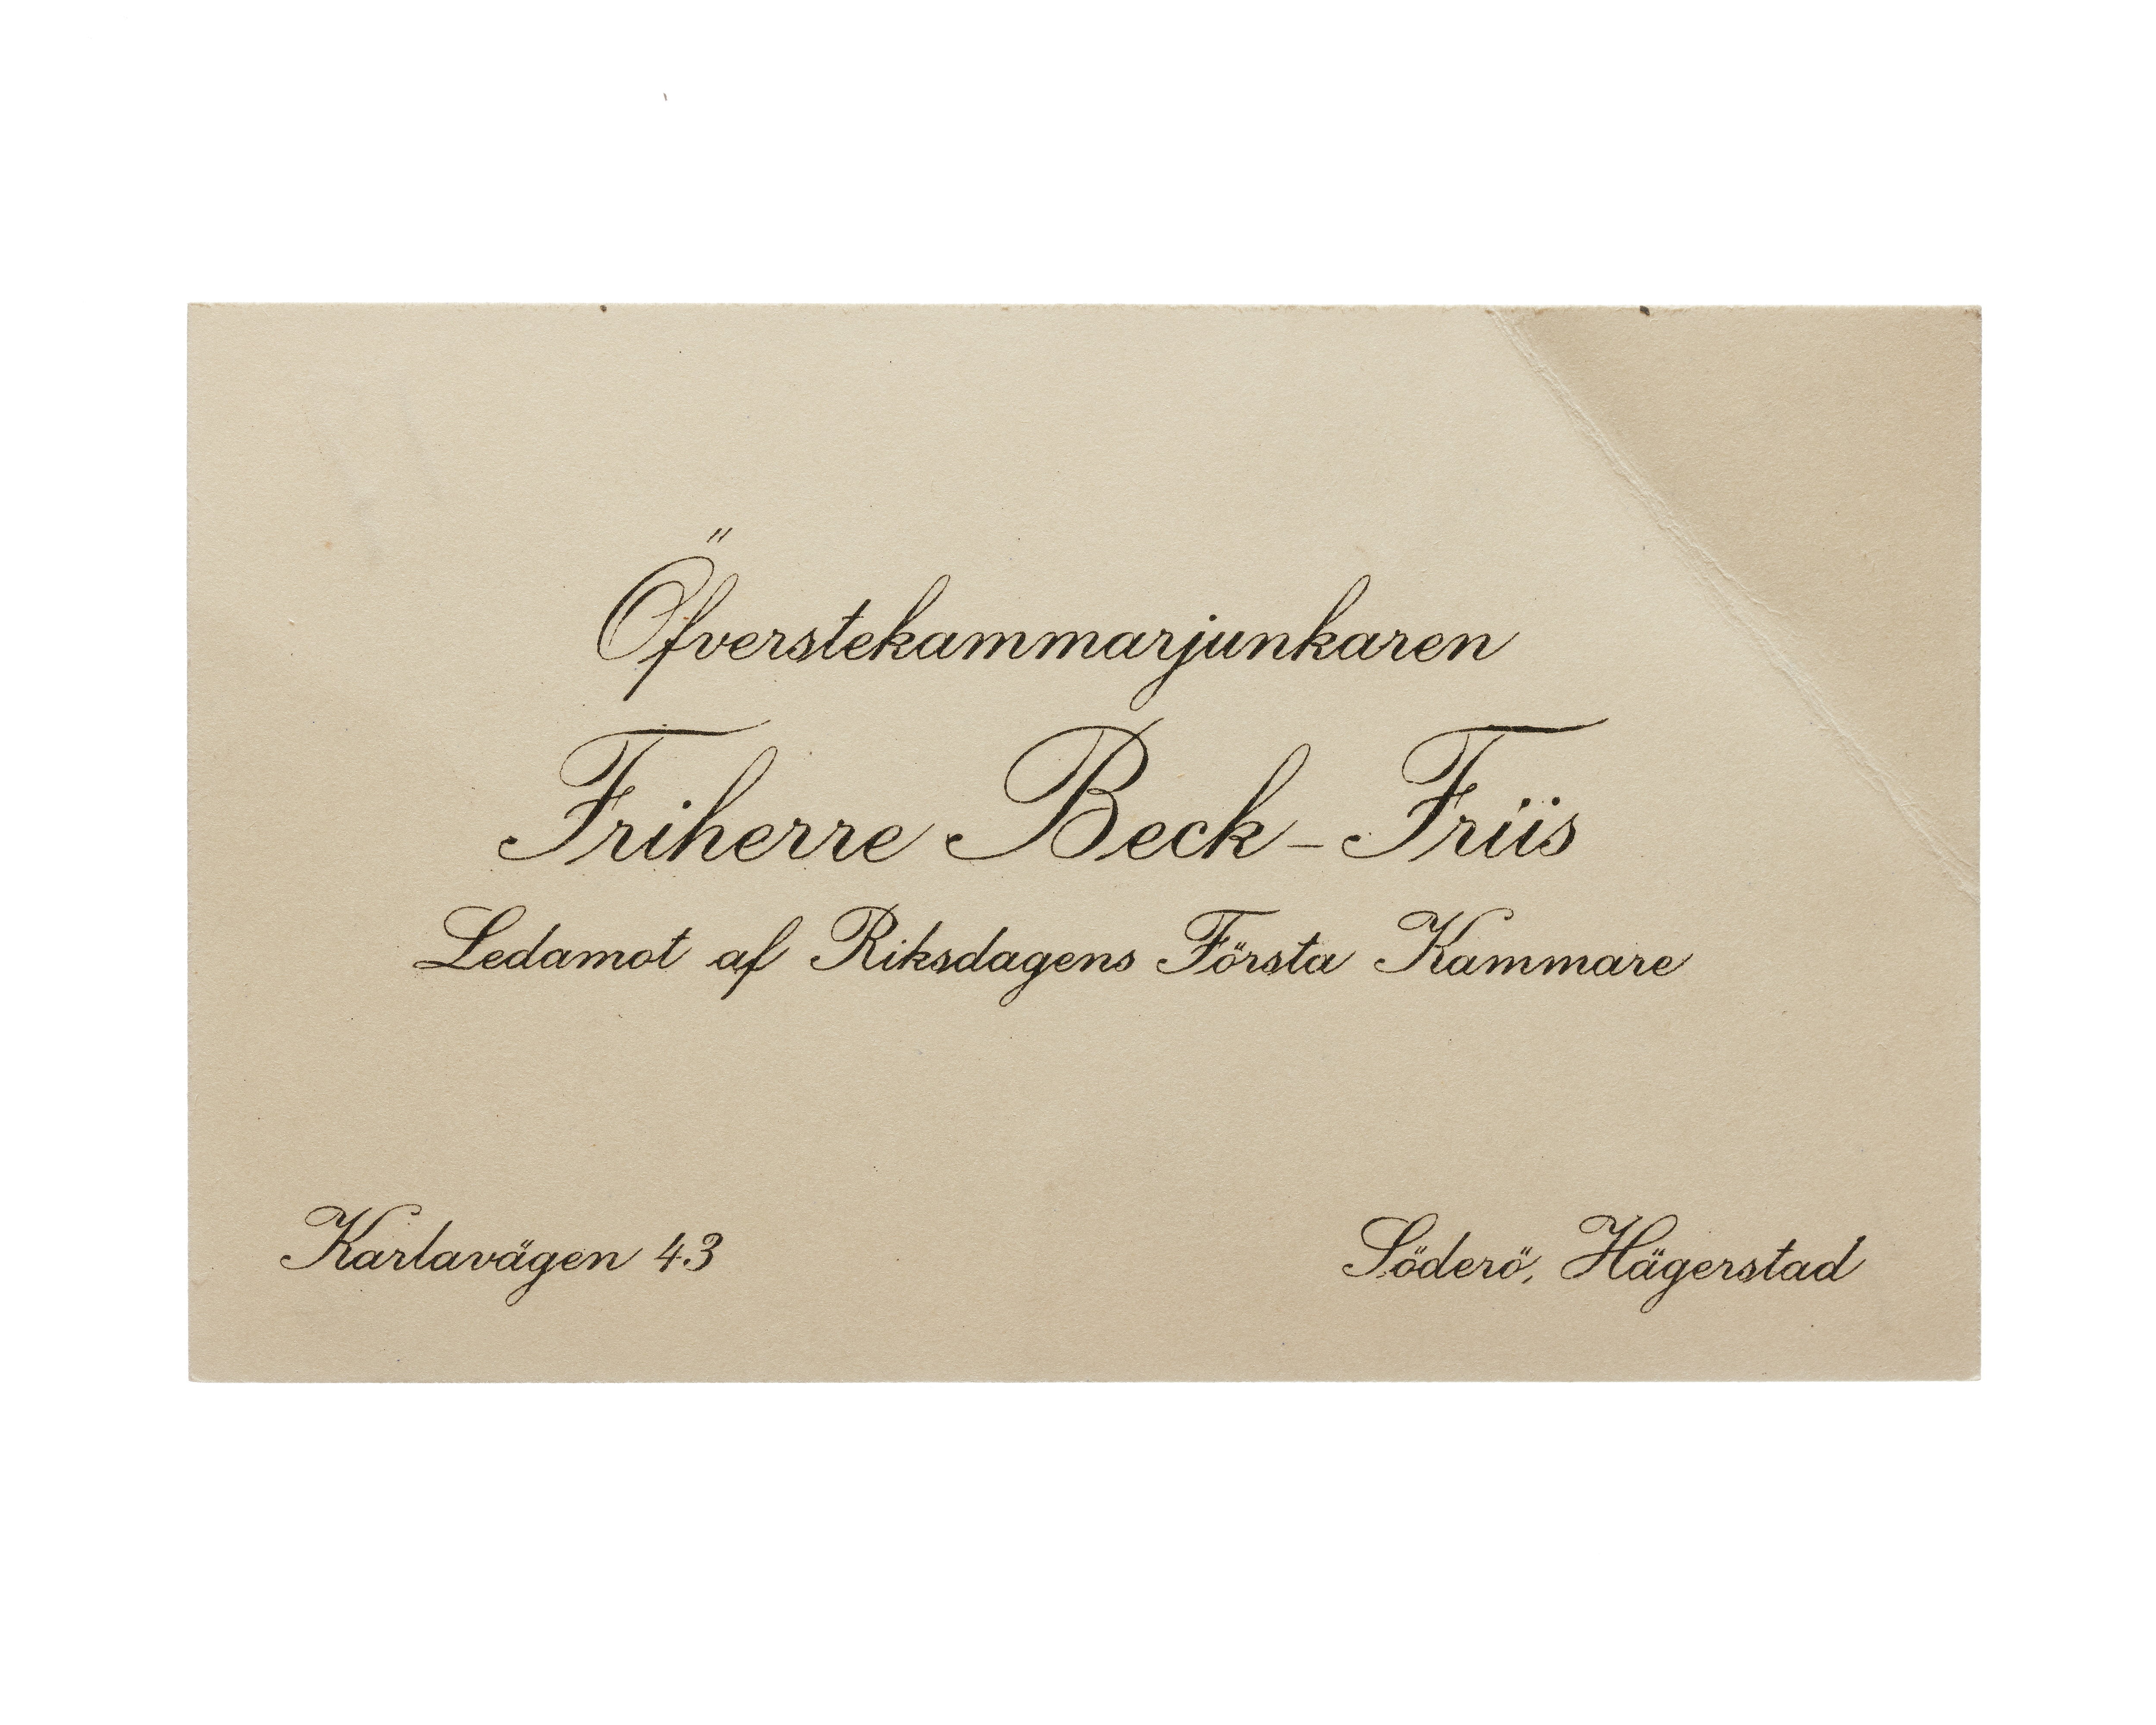 Öfverstekammarjunkaren
Friherre Beck-Friis
Ledamot af Riksdagens Första Kammare
Karlavägen 43
Söderö, Hägerstad